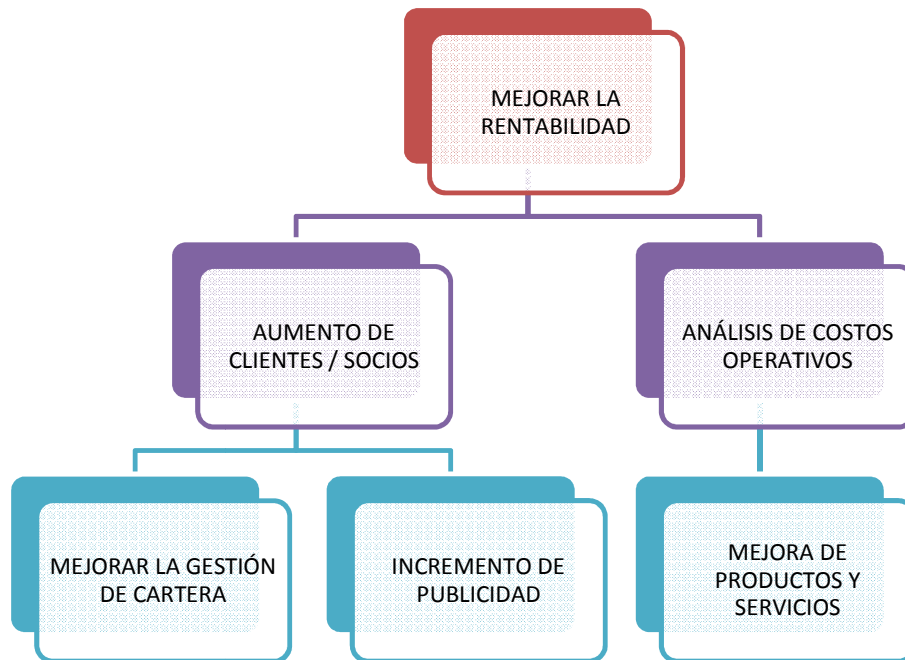 MEJORAR LA
RENTABILIDAD
AUMENTO DE
CLIENTES / SOCIOS
ANÁLISIS DE COSTOS
OPERATIVOS
MEJORAR LA GESTIÓN
DE CARTERA
INCREMENTO DE
PUBLICIDAD
MEJORA DE
PRODUCTOS Y
SERVICIOS